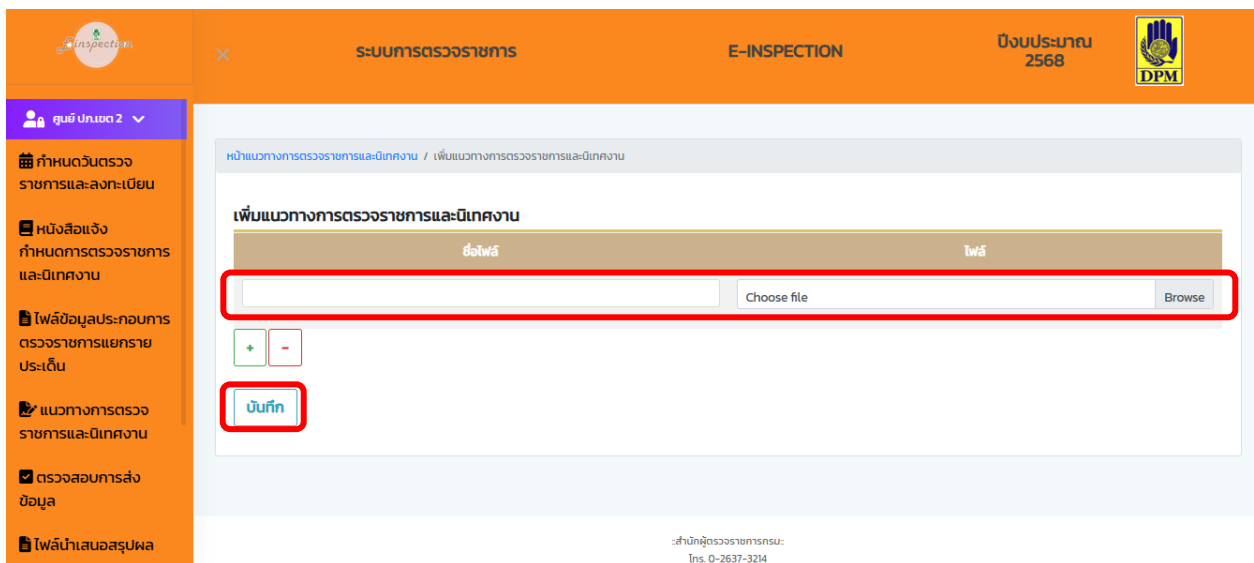 Einspection
ระบบการตรวจราชการ
E-INSPECTION
ปีงบประมาณ
2568
DPM
ศูนย์ ปภ.เขต 2
หน้าแนวทางการตรวจราชการและนิเทศงาน / เพิ่มแนวทางการตรวจราชการและนิเทศงาน
กำหนดวันตรวจ
ราชการและลงทะเบียน
หนังสือแจ้ง
กำหนดการตรวจราชการ
และนิเทศงาน
ไฟล์ข้อมูลประกอบการ
ตรวจราชการแยกราย
ประเด็น
แนวทางการตรวจ
ราชการและนิเทศงาน
ตรวจสอบการส่ง
ข้อมูล
ไฟล์นำเสนอสรุปผล
เพิ่มแนวทางการตรวจราชการและนิเทศงาน
ชื่อไฟล์
ไฟล์
Choose file
Browse
+
-
บันทึก
::สำนักผู้ตรวจราชการกรม::
โทร. 0-2637-3214